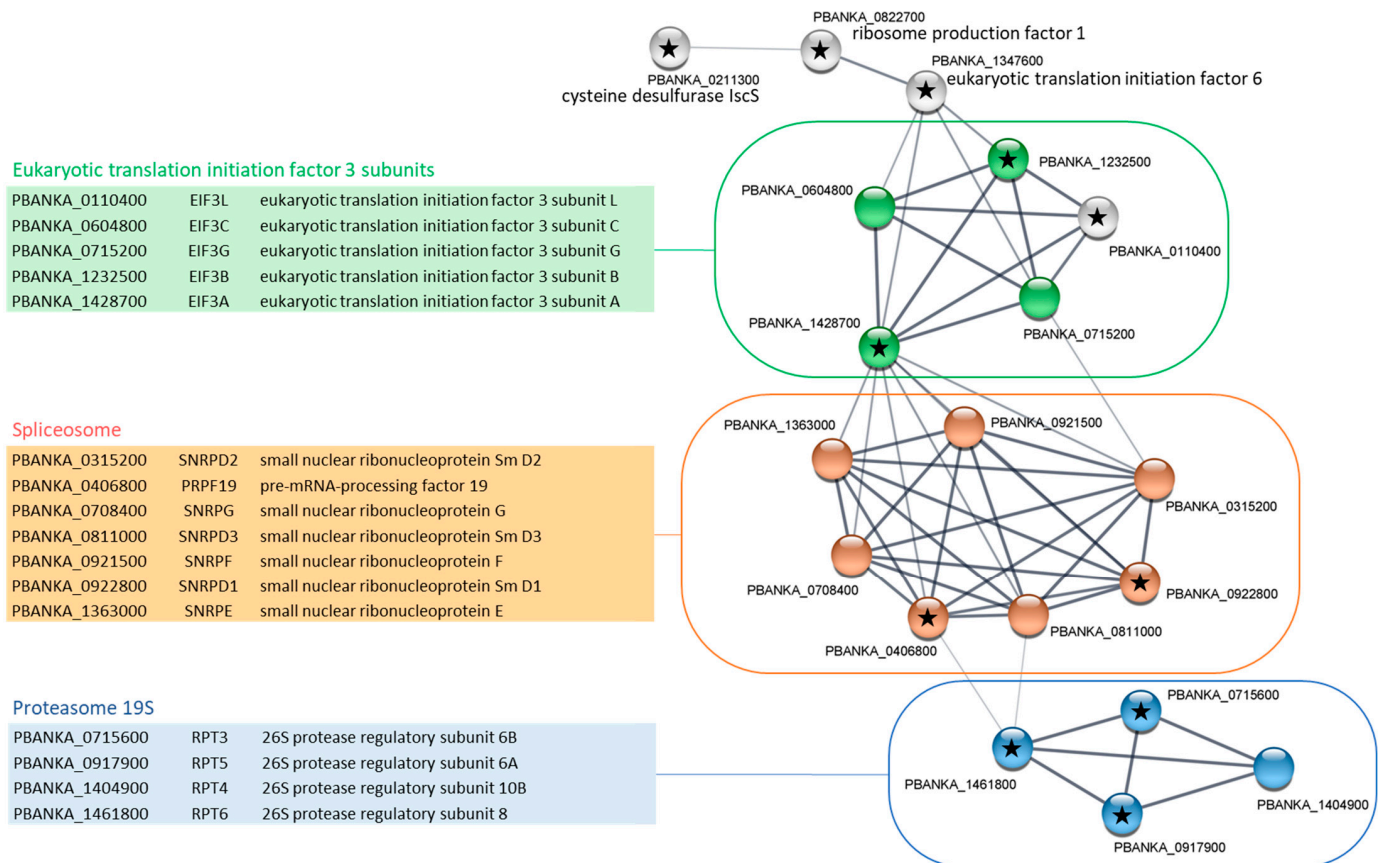 PBANKA_0822700
ribosome production factor 1
PBANKA_1347600
PBANKA_0211300
eukaryotic translation initiation factor 6
cysteine desulfurase IscS
Eukaryotic translation initiation factor 3 subunits
PBANKA_0110400 EIF3L eukaryotic translation initiation factor 3 subunit L
PBANKA_0604800 EIF3C eukaryotic translation initiation factor 3 subunit C
PBANKA_0715200 EIF3G eukaryotic translation initiation factor 3 subunit G
PBANKA_1232500 EIF3B eukaryotic translation initiation factor 3 subunit B
PBANKA_1428700 EIF3A eukaryotic translation initiation factor 3 subunit A
PBANKA_1232500
PBANKA_0604800
PBANKA_0110400
PBANKA_1428700
PBANKA_0715200
Spliceosome
PBANKA_0315200 SNRPD2 small nuclear ribonucleoprotein Sm D2
PBANKA_0406800 PRPF19 pre-mRNA-processing factor 19
PBANKA_0708400 SNRPG small nuclear ribonucleoprotein G
PBANKA_0811000 SNRPD3 small nuclear ribonucleoprotein Sm D3
PBANKA_0921500 SNRPF small nuclear ribonucleoprotein F
PBANKA_0922800 SNRPD1 small nuclear ribonucleoprotein Sm D1
PBANKA_1363000 SNRPE small nuclear ribonucleoprotein E
PBANKA_1363000
PBANKA_0921500
PBANKA_0315200
PBANKA_0708400
PBANKA_0922800
PBANKA_0811000
PBANKA_0406800
Proteasome 19S
PBANKA_0715600 RPT3 26S protease regulatory subunit 6B
PBANKA_0917900 RPT5 26S protease regulatory subunit 6A
PBANKA_1404900 RPT4 26S protease regulatory subunit 10B
PBANKA_1461800 RPT6 26S protease regulatory subunit 8
PBANKA_0715600
PBANKA_1461800
PBANKA_1404900
PBANKA_0917900